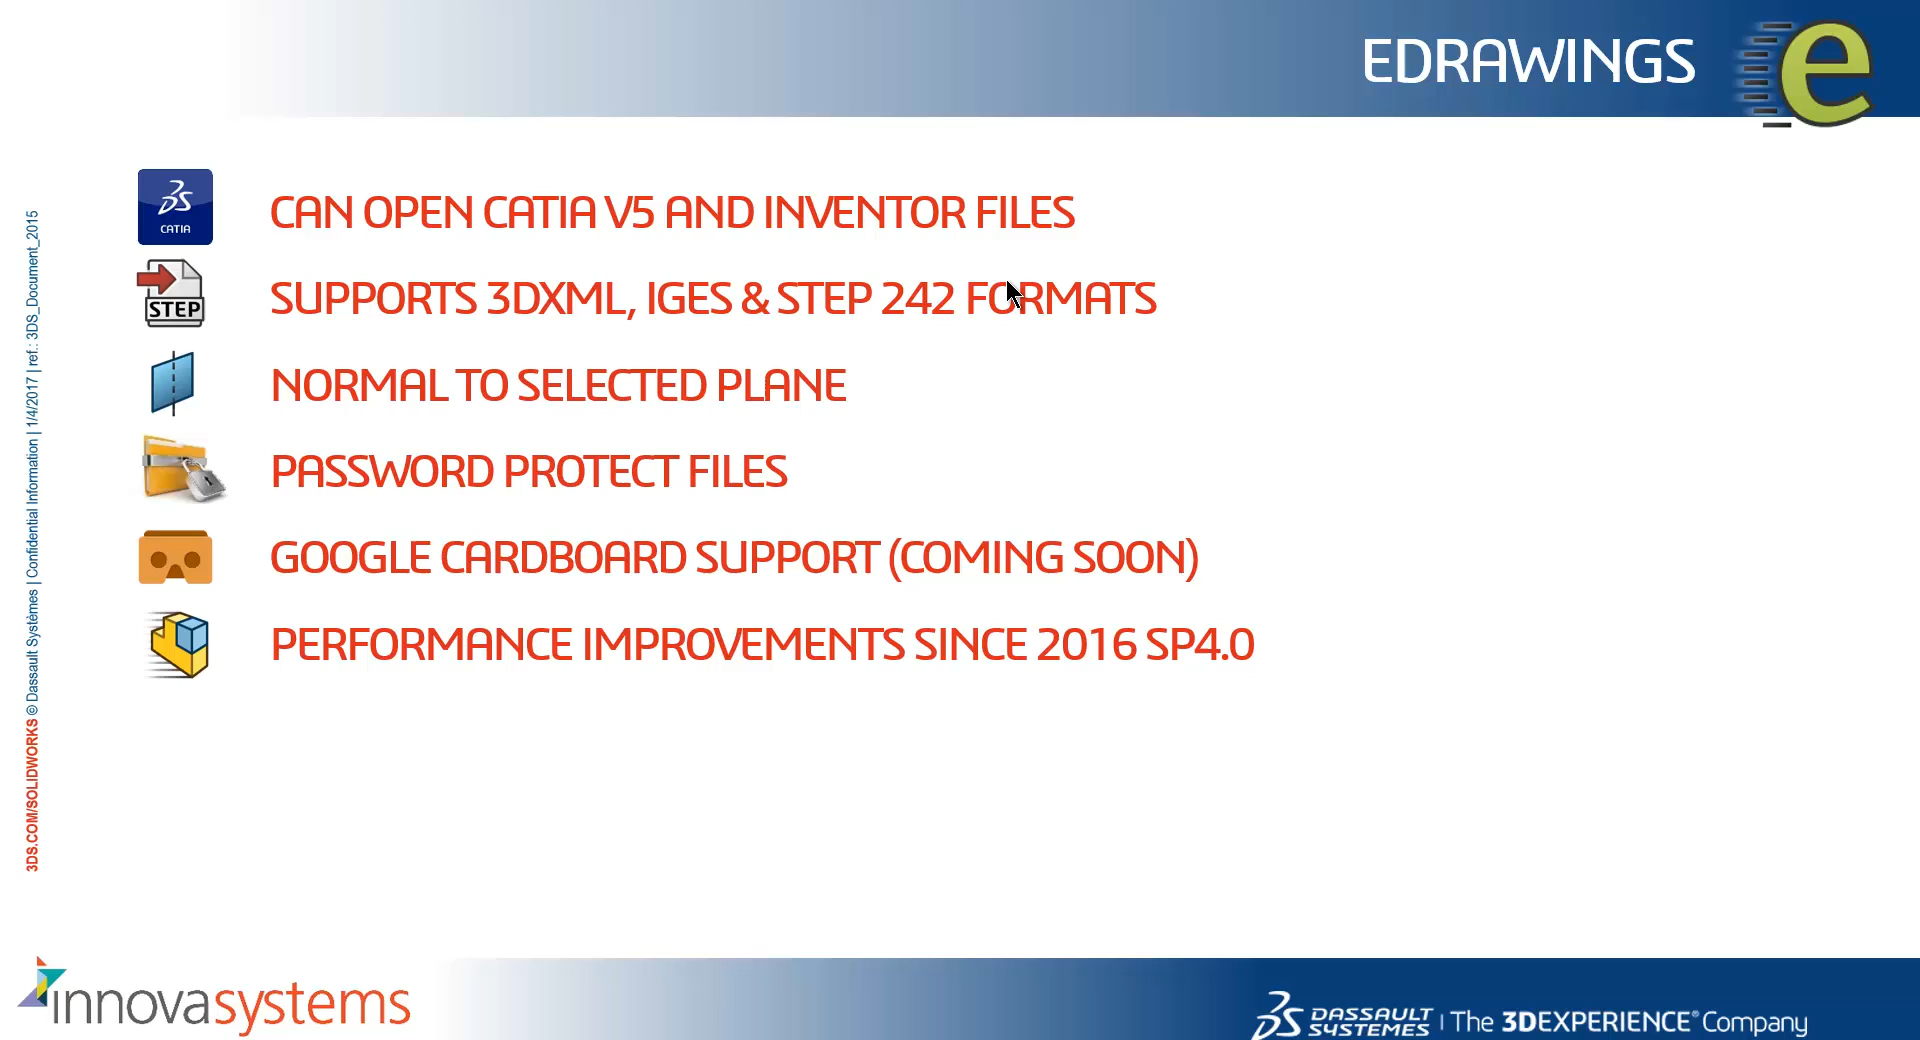 EDRAWINGS
e
CATIA
CAN OPEN CATIA V5 AND INVENTOR FILES
STEP
SUPPORTS 3DXML, IGES & STEP 242 FORMATS
NORMAL TO SELECTED PLANE
PASSWORD PROTECT FILES
GOOGLE CARDBOARD SUPPORT (COMING SOON)
PERFORMANCE IMPROVEMENTS SINCE 2016 SP4.0
3DS.COM/SOLIDWORKS © Dassault Systèmes | Confidential Information | 1/4/2017 | ref.: 3DS_Document_2015
innovasystems
DASSAULT SYSTEMES | The 3DEXPERIENCE® Company